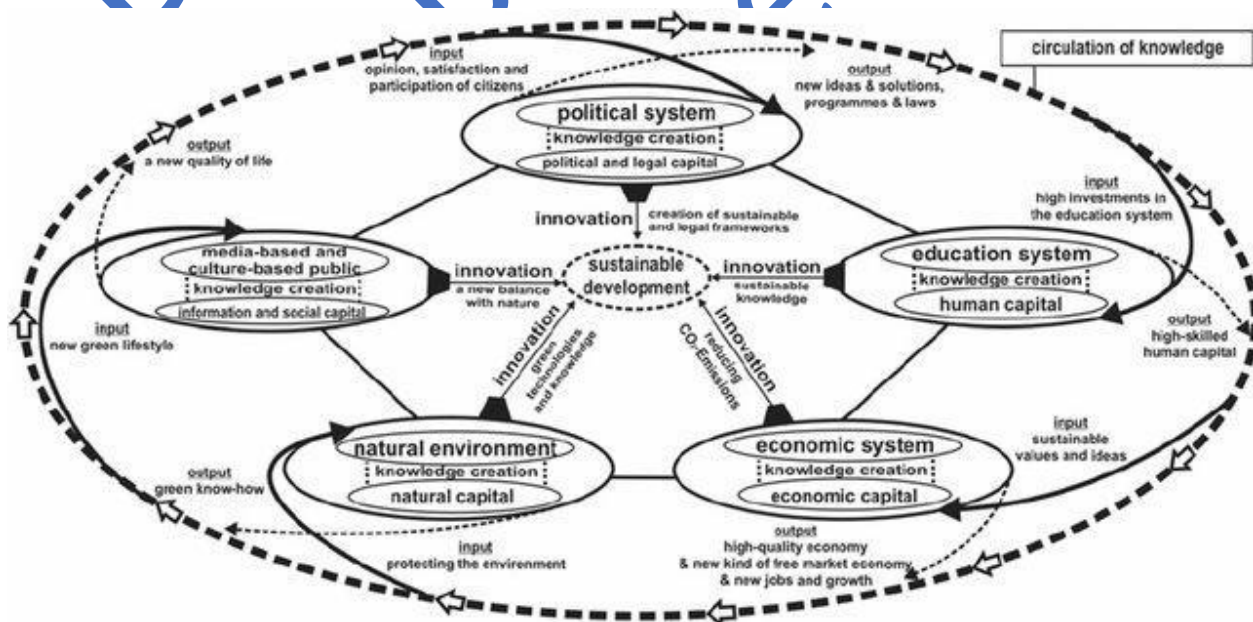 input
opinion, satisfaction and
participation of citizens
output
new ideas & solutions,
programmes & laws
circulation of knowledge
political system
knowledge creation
political and legal capital
output
a new quality of life
input
high investments in
the education system
innovation
creation of sustainable
and legal frameworks
media-based and
culture-based public
knowledge creation
information and social capital
innovation
a new balance
with nature
sustainable
development
innovation
sustainable
knowledge
education system
knowledge creation
human capital
input
new green lifestyle
output
high-skilled
human capital
innovation
green
technologies
and knowledge
innovation
reducing
CO₂-Emissions
natural environment
knowledge creation
natural capital
economic system
knowledge creation
economic capital
input
sustainable
values and ideas
output
green know-how
input
protecting the environment
output
high-quality economy
& new kind of free market economy
& new jobs and growth